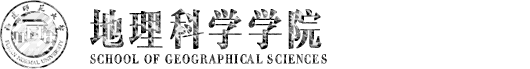 地理科学学院
SCHOOL OF GEOGRAPHICAL SCIENCES